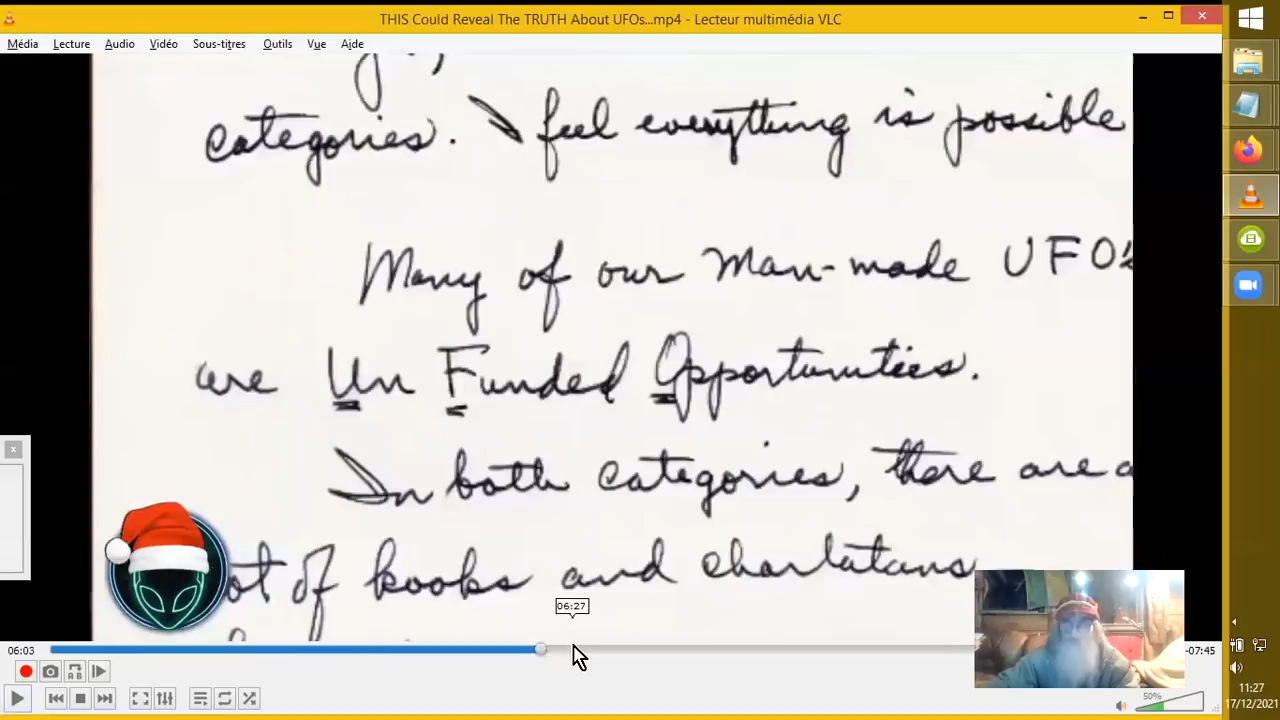 THIS Could Reveal The TRUTH About UFOs...mp4 - Lecteur multimédia VLC
Média Lecture Audio Vidéo Sous-titres Outils Vue Aide
categories. I feel everything is possible
Many of our man-made UFO's
are Un Funded Opportunities.
In both categories, there are a
lot of kooks and charlatans
06:27
06:03
-07:45
50%
11:27
17/12/2021